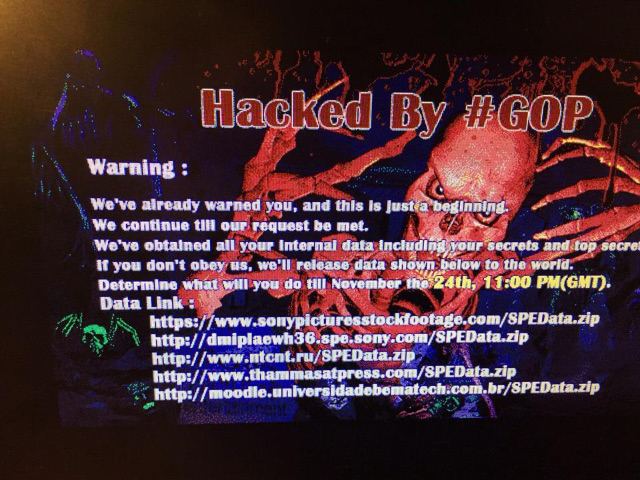 Hacked By #GOP
Warning :
We've already warned you, and this is just a beginning.
We continue till our request be met.
We've obtained all your internal data including your secrets and top secret
If you don't obey us, we'll release data shown below to the world.
Determine what will you do till November the 24th, 11:00 PM(GMT).
Data Link :
https://www.sonypicturesstockfootage.com/SPEData.zip
http://dmiplaewh36.spe.sony.com/SPEData.zip
http://www.ntcnt.ru/SPEData.zip
http://www.thammasatpress.com/SPEData.zip
http://moodle.universidadebematech.com.br/SPEData.zip